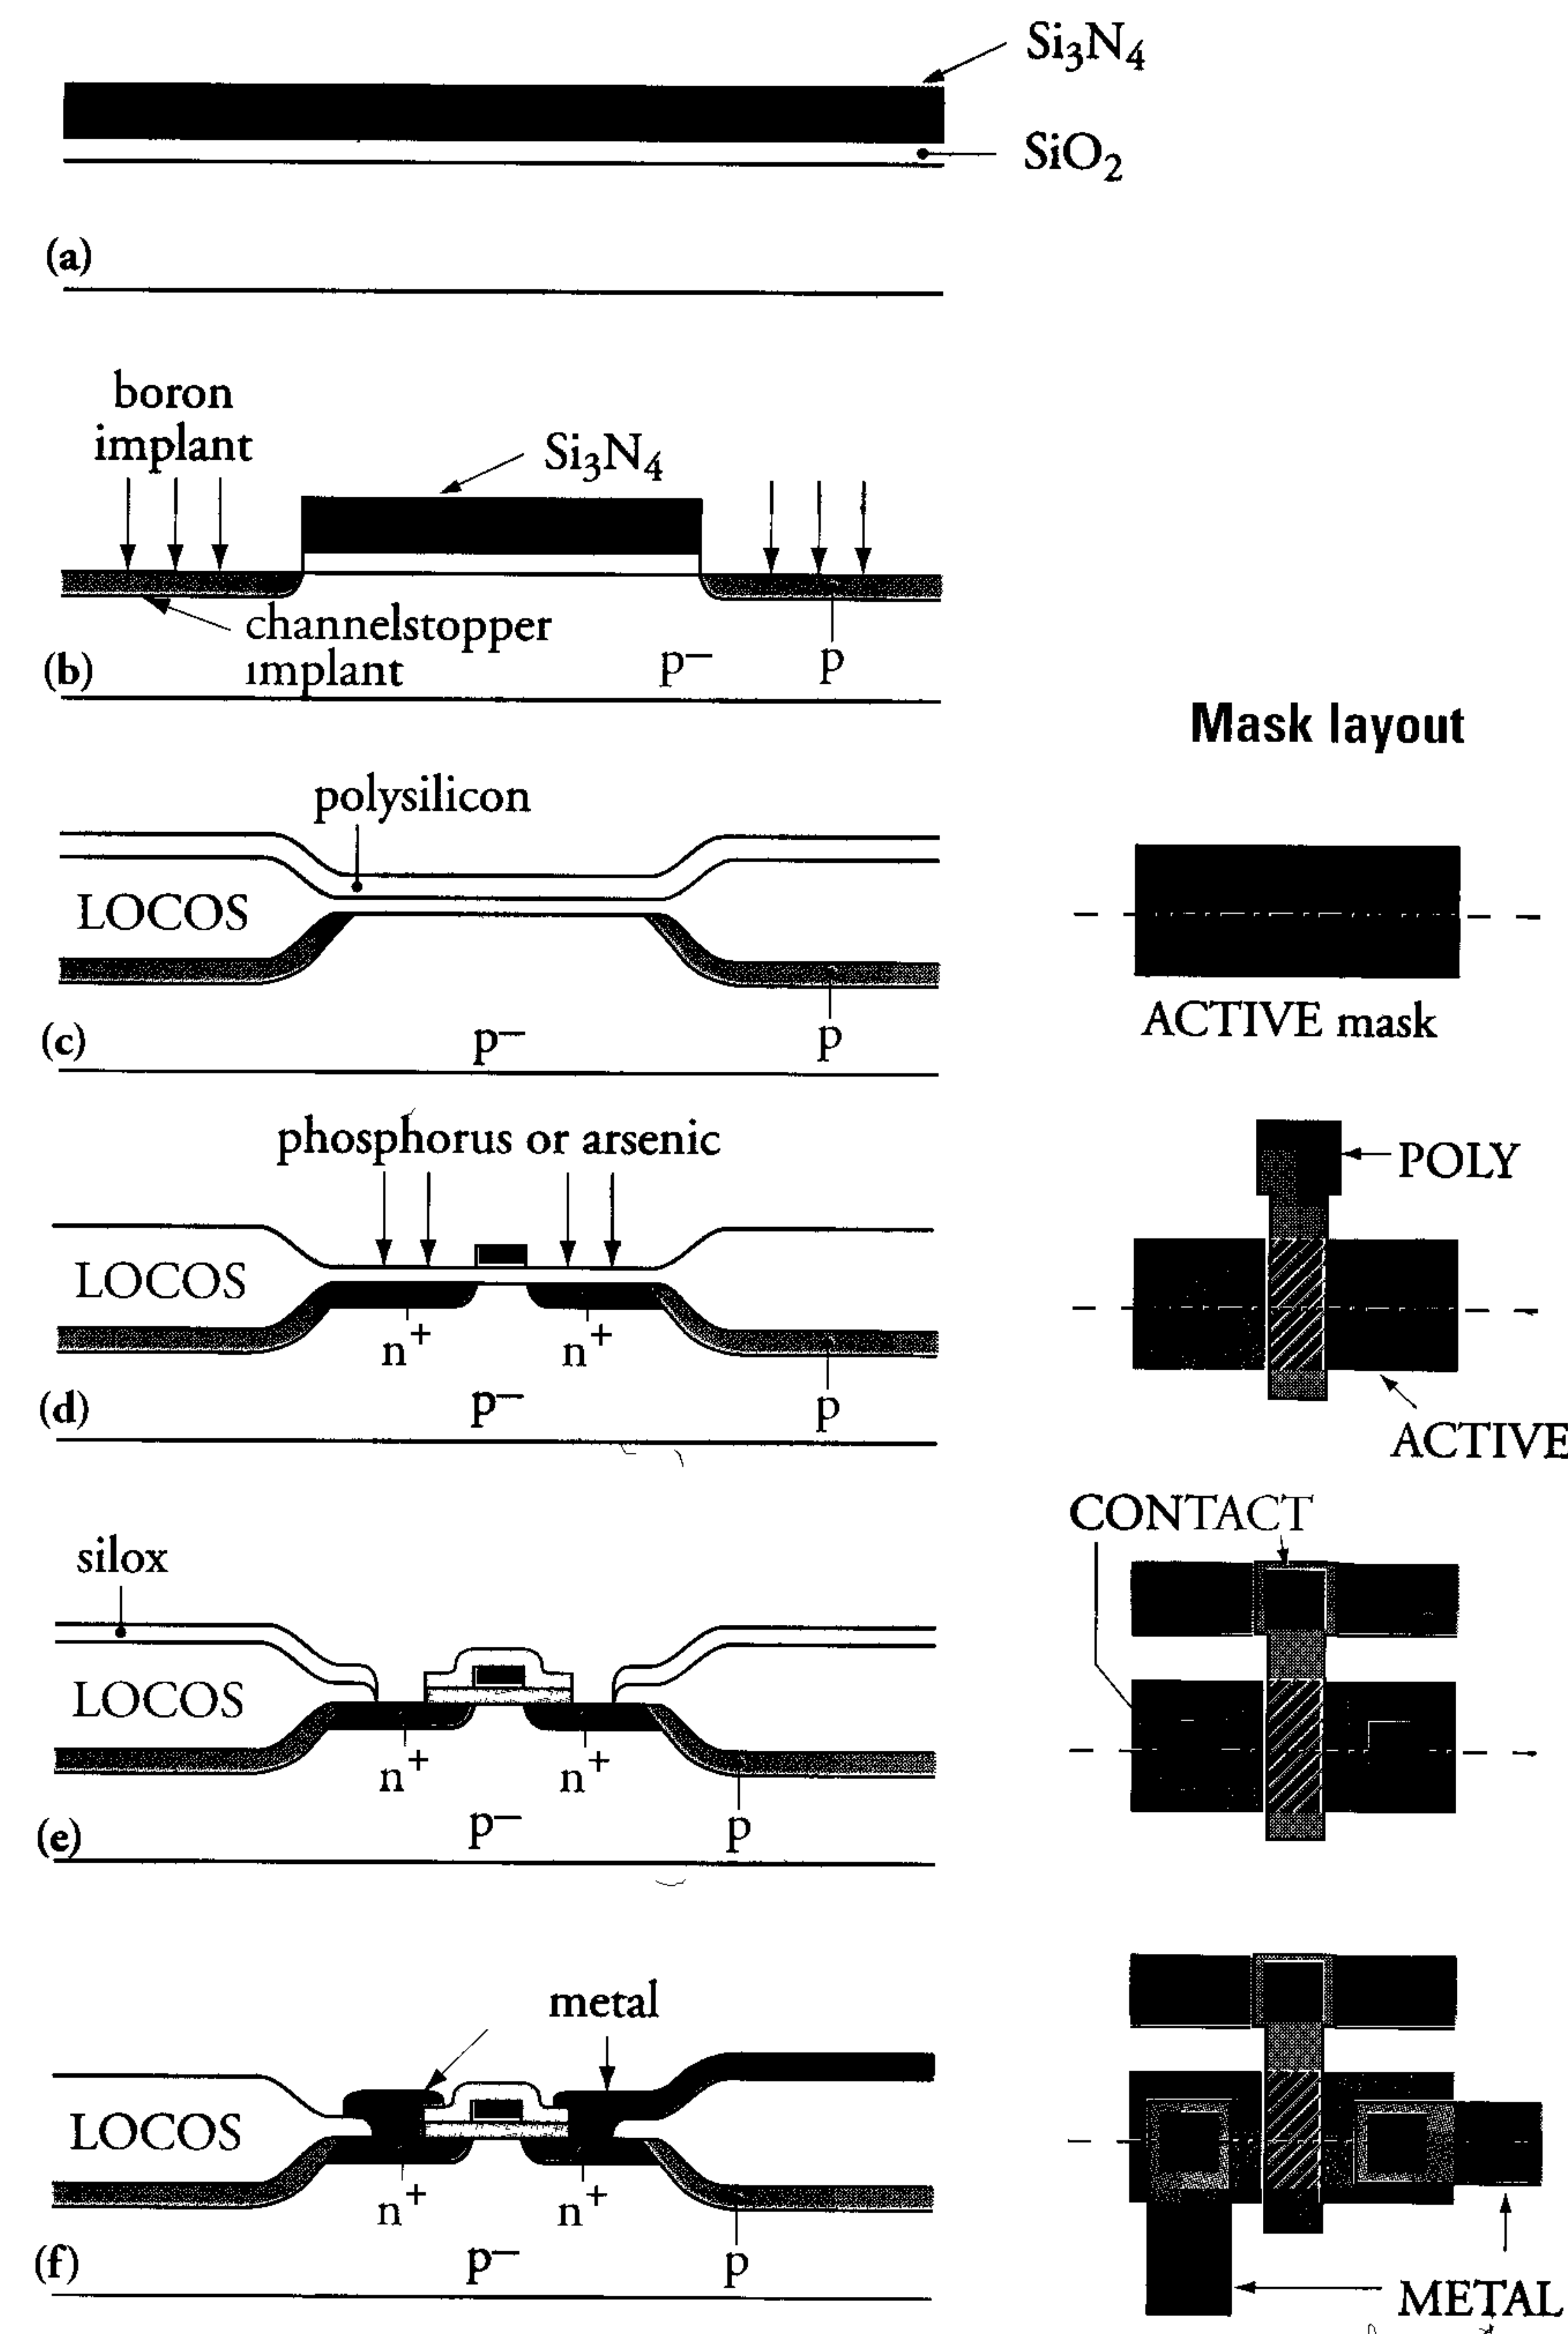 Si₃N₄
SiO₂
(a)
boron
implant
Si₃N₄
channelstopper
implant
p–
p
(b)
Mask layout
polysilicon
LOCOS
p–
p
(c)
ACTIVE mask
phosphorus or arsenic
LOCOS
n⁺
n⁺
p–
p
(d)
POLY
ACTIVE
silox
LOCOS
n⁺
n⁺
p–
p
(e)
CONTACT
metal
LOCOS
n⁺
n⁺
p–
p
(f)
METAL